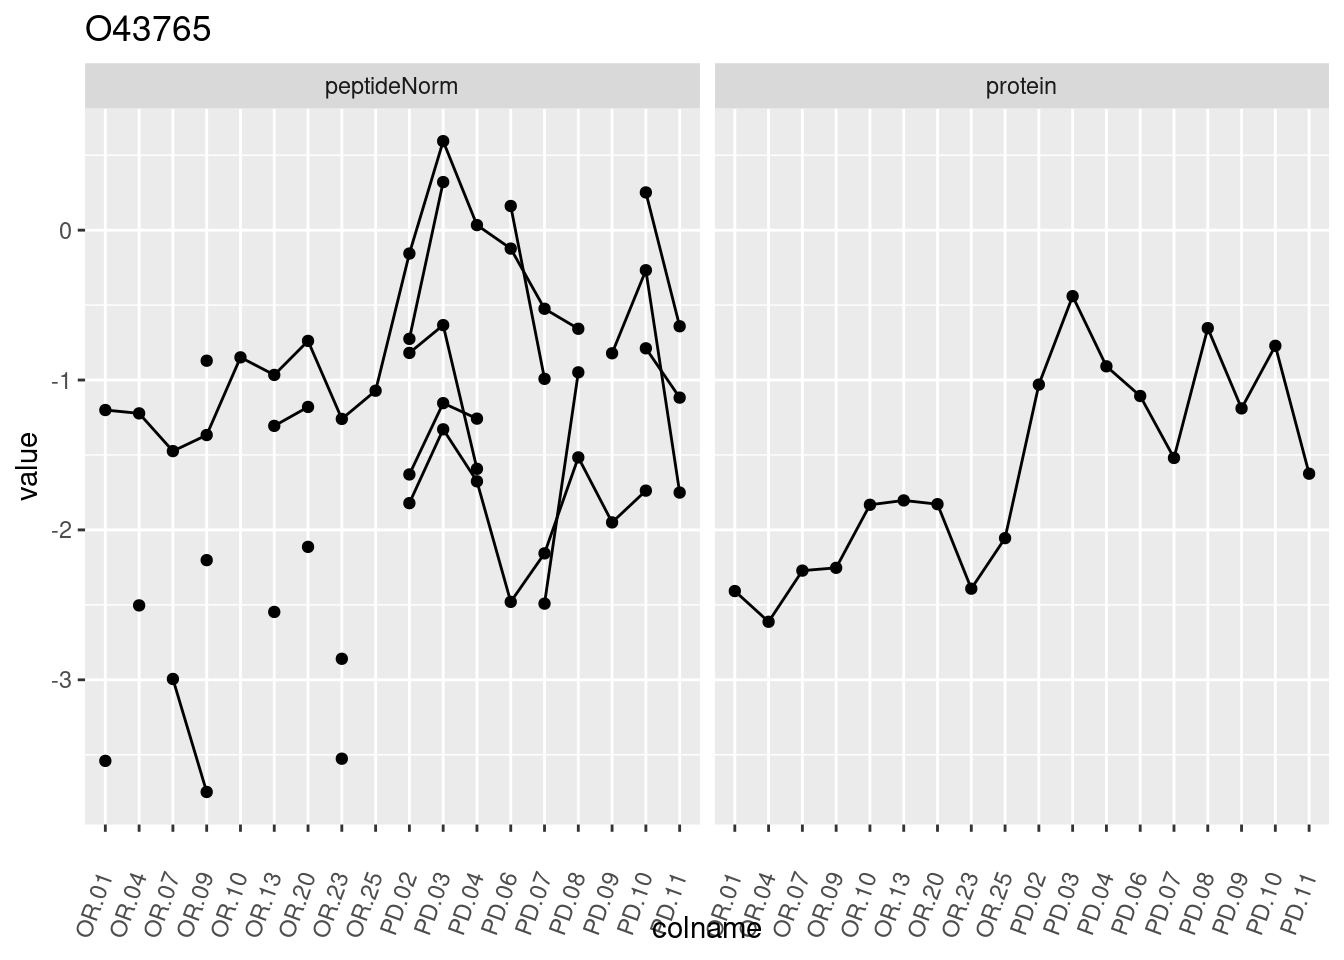 O43765
peptideNorm protein
value
0
-1
-2
-3
OR.01 OR.04 OR.07 OR.09 OR.10 OR.13 OR.20 OR.23 OR.25 PD.02 PD.03 PD.04 PD.06 PD.07 PD.08 PD.09 PD.10 PD.11 OR.01 OR.04 OR.07 OR.09 OR.10 OR.13 OR.20 OR.23 OR.25 PD.02 PD.03 PD.04 PD.06 PD.07 PD.08 PD.09 PD.10 PD.11
colname